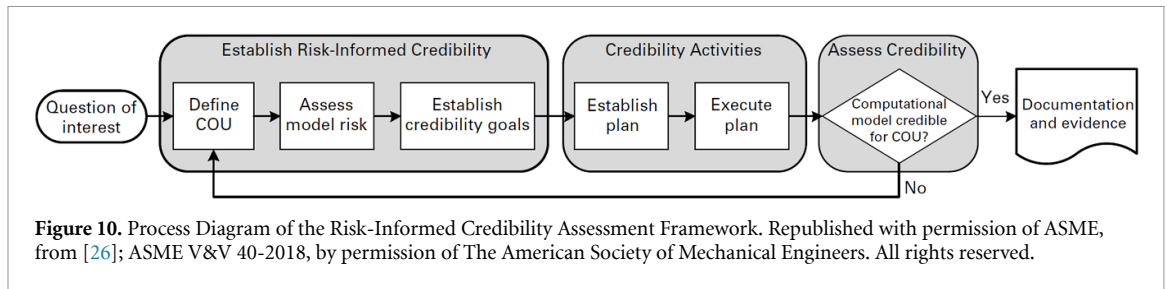 Establish Risk-Informed Credibility
Credibility Activities
Assess Credibility
Question of
interest
Define
COU
Assess
model risk
Establish
credibility goals
Establish
plan
Execute
plan
Computational
model credible
for COU?
Yes
Documentation
and evidence
No
Figure 10. Process Diagram of the Risk-Informed Credibility Assessment Framework. Republished with permission of ASME,
from [26]; ASME V&V 40-2018, by permission of The American Society of Mechanical Engineers. All rights reserved.